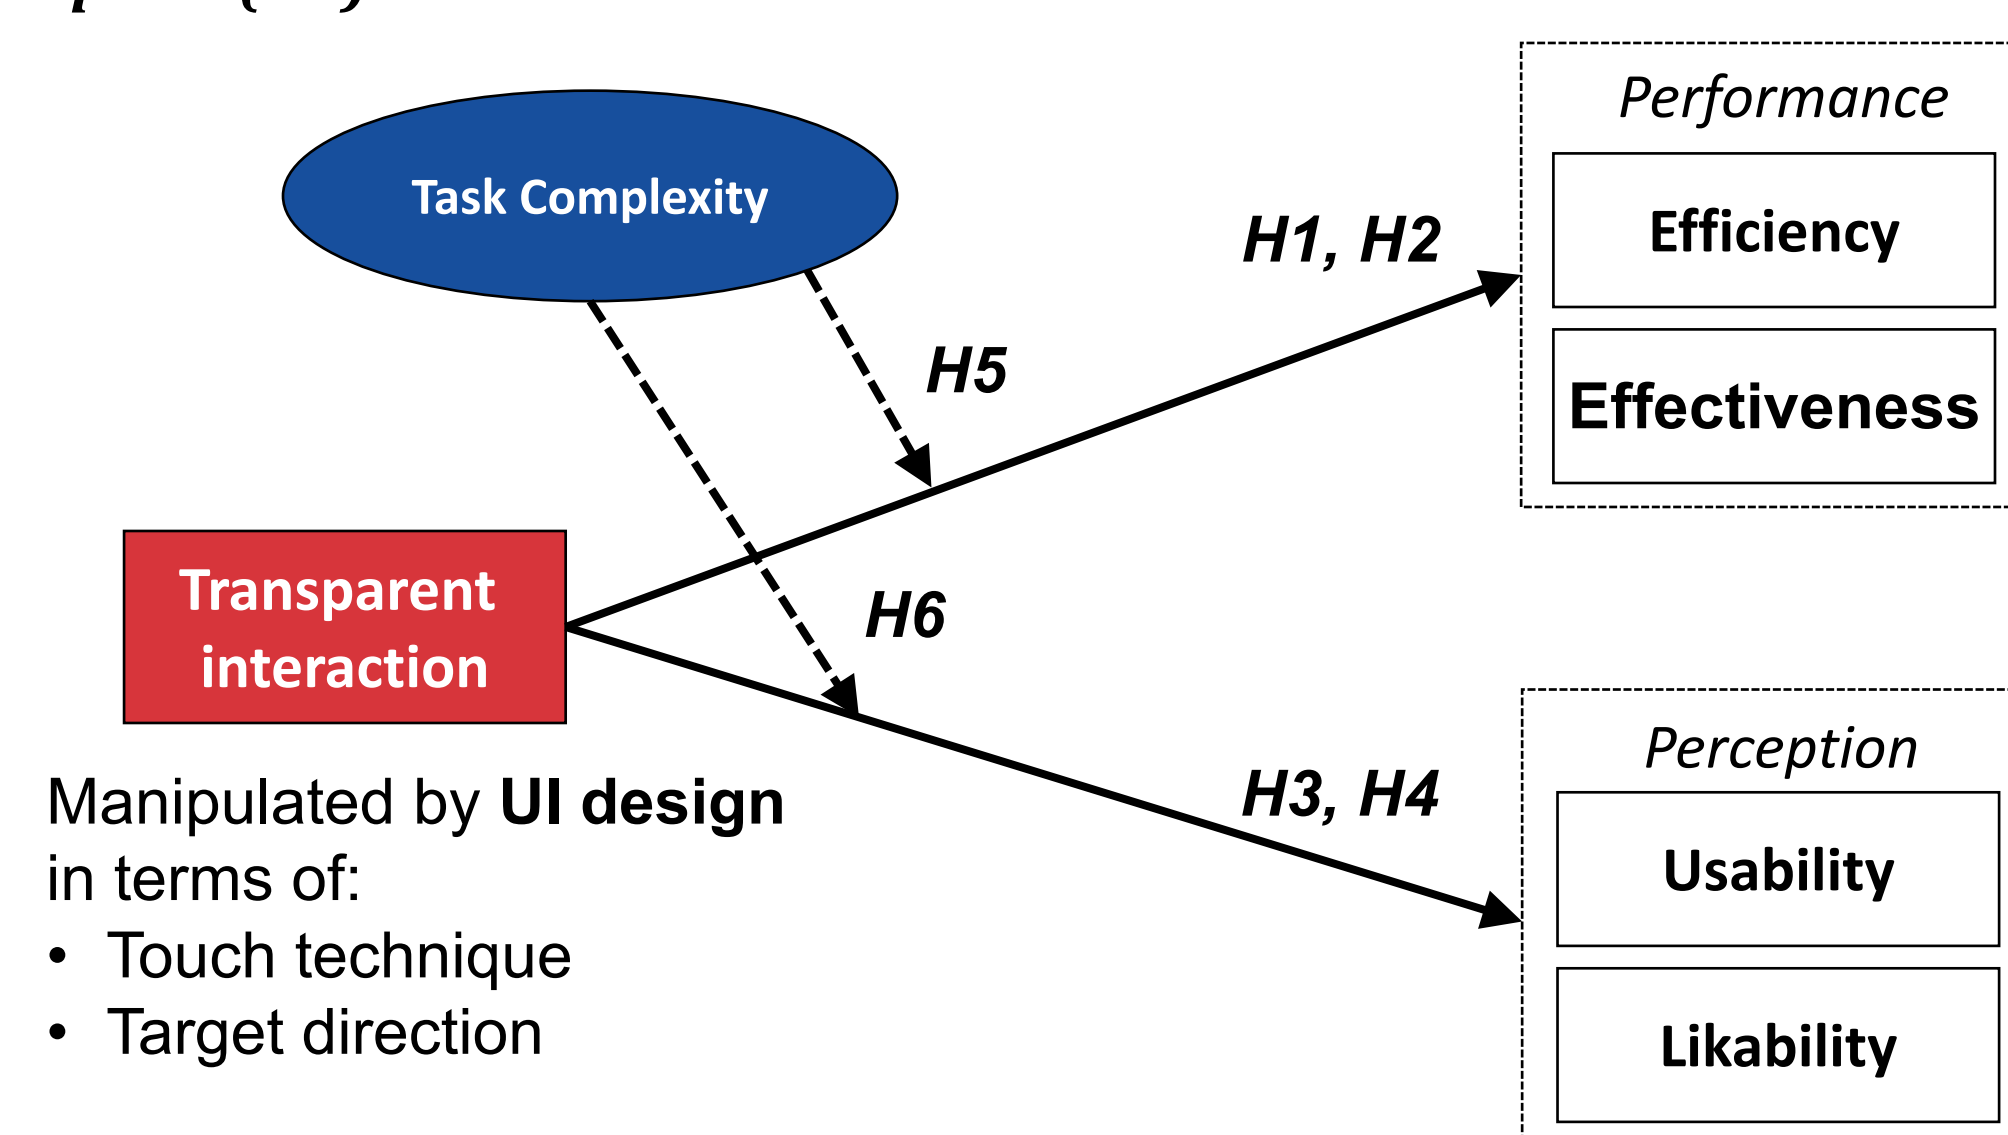 Performance
Task Complexity
H1, H2
Efficiency
H5
Effectiveness
Transparent
interaction
H6
Manipulated by UI design
in terms of:
• Touch technique
• Target direction
H3, H4
Perception
Usability
Likability